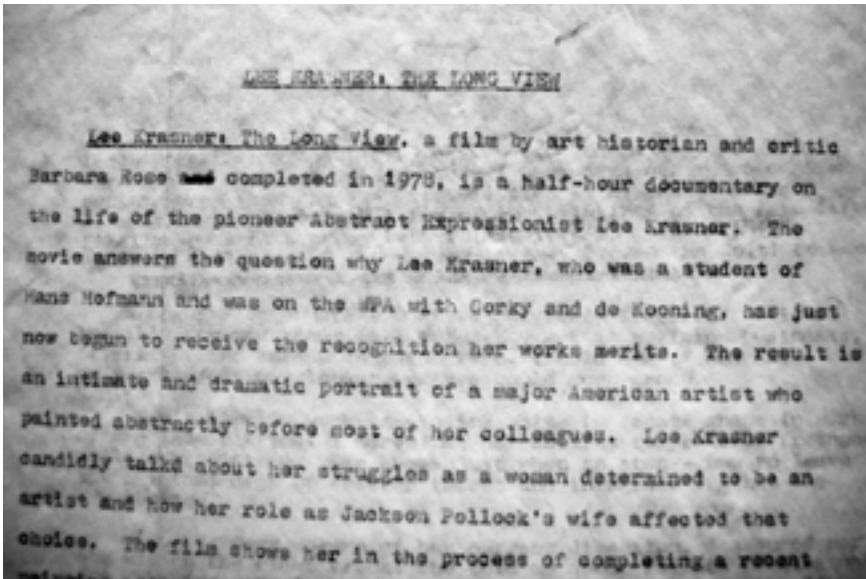 LEE KRASNER: THE LONG VIEW
Lee Krasner: The Long View, a film by art historian and critic
Barbara Rose and completed in 1978, is a half-hour documentary on
the life of the pioneer Abstract Expressionist Lee Krasner. The
movie answers the question why Lee Krasner, who was a student of
Hans Hofmann and was on the WPA with Gorky and de Kooning, has just
now begun to receive the recognition her works merits. The result is
an intimate and dramatic portrait of a major American artist who
painted abstractly before most of her colleagues. Lee Krasner
candidly talkd about her struggles as a woman determined to be an
artist and how her role as Jackson Pollock's wife affected that
choice. The film shows her in the process of completing a recent